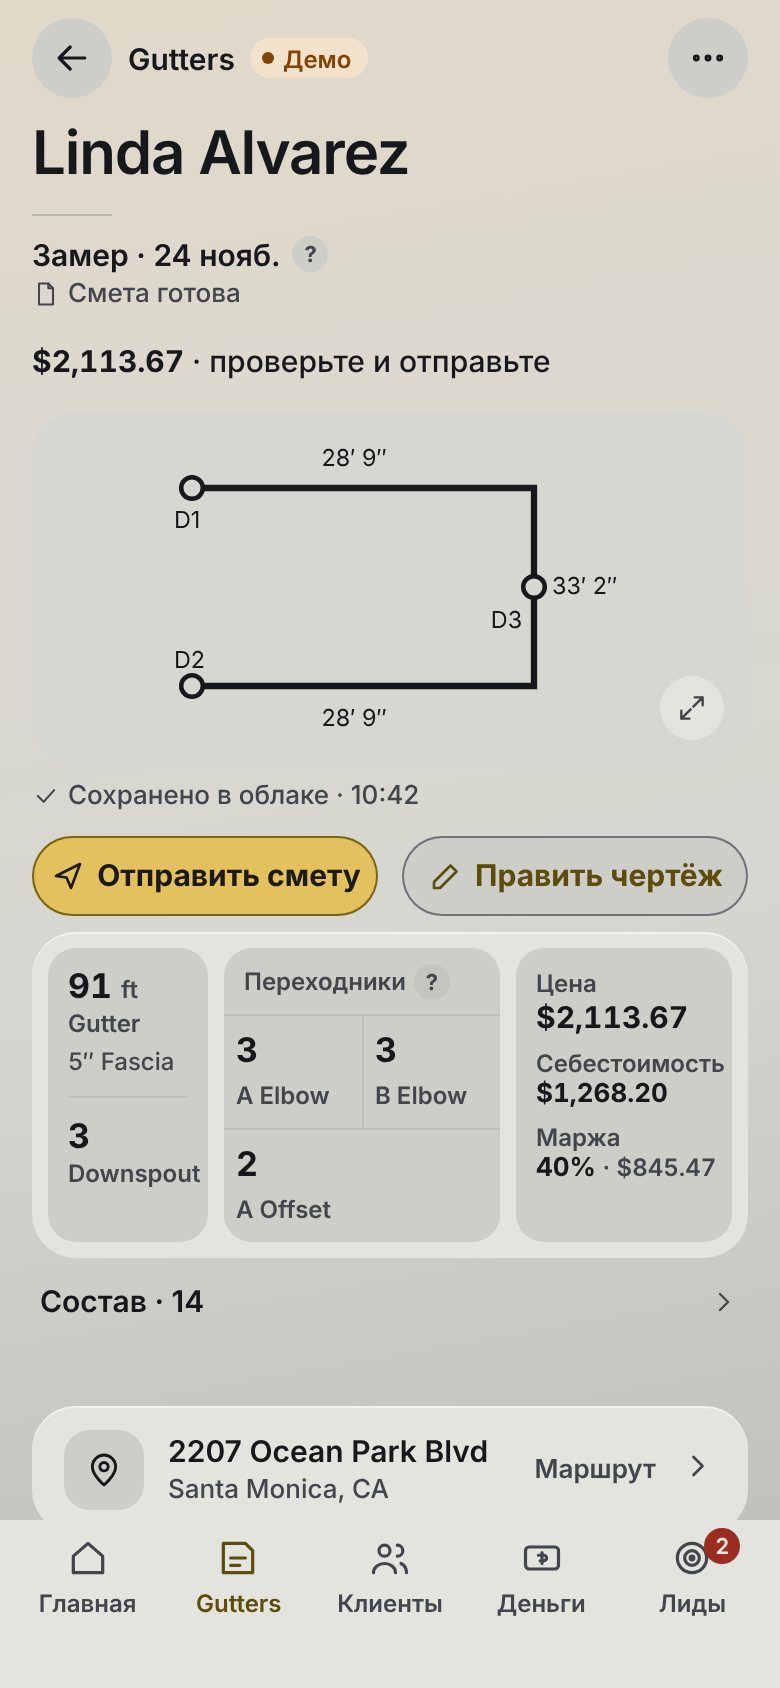 Gutters
Демо
Linda Alvarez
Замер · 24 нояб. ?
Смета готова
$2,113.67 · проверьте и отправьте
28′ 9″
D1
33′ 2″
D3
D2
28′ 9″
Сохранено в облаке · 10:42
Отправить смету
Править чертёж
91 ft
Gutter
5″ Fascia
3
Downspout
Переходники ?
3
A Elbow
3
B Elbow
2
A Offset
Цена
$2,113.67
Себестоимость
$1,268.20
Маржа
40% · $845.47
Состав · 14
2207 Ocean Park Blvd
Santa Monica, CA
Маршрут
Главная
Gutters
Клиенты
Деньги
2
Лиды